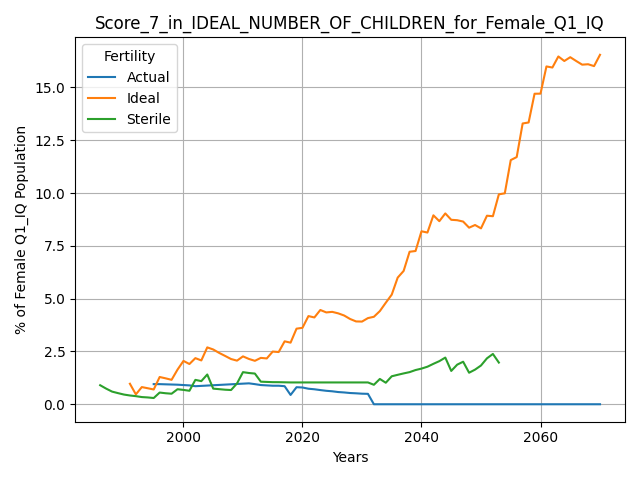 Score_7_in_IDEAL_NUMBER_OF_CHILDREN_for_Female_Q1_IQ
Fertility
Actual
Ideal
Sterile
% of Female Q1_IQ Population
15.0
12.5
10.0
7.5
5.0
2.5
0.0
2000
2020
2040
2060
Years